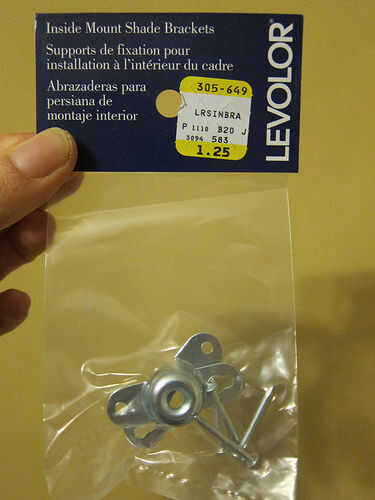 Inside Mount Shade Brackets
Supports de fixation pour
installation à l'intérieur du cadre
Abrazaderas para
persiana de
montaje interior
305-649
LRSINBRA
P 1110 B20 J
3094 583
1.25
LEVOLOR®